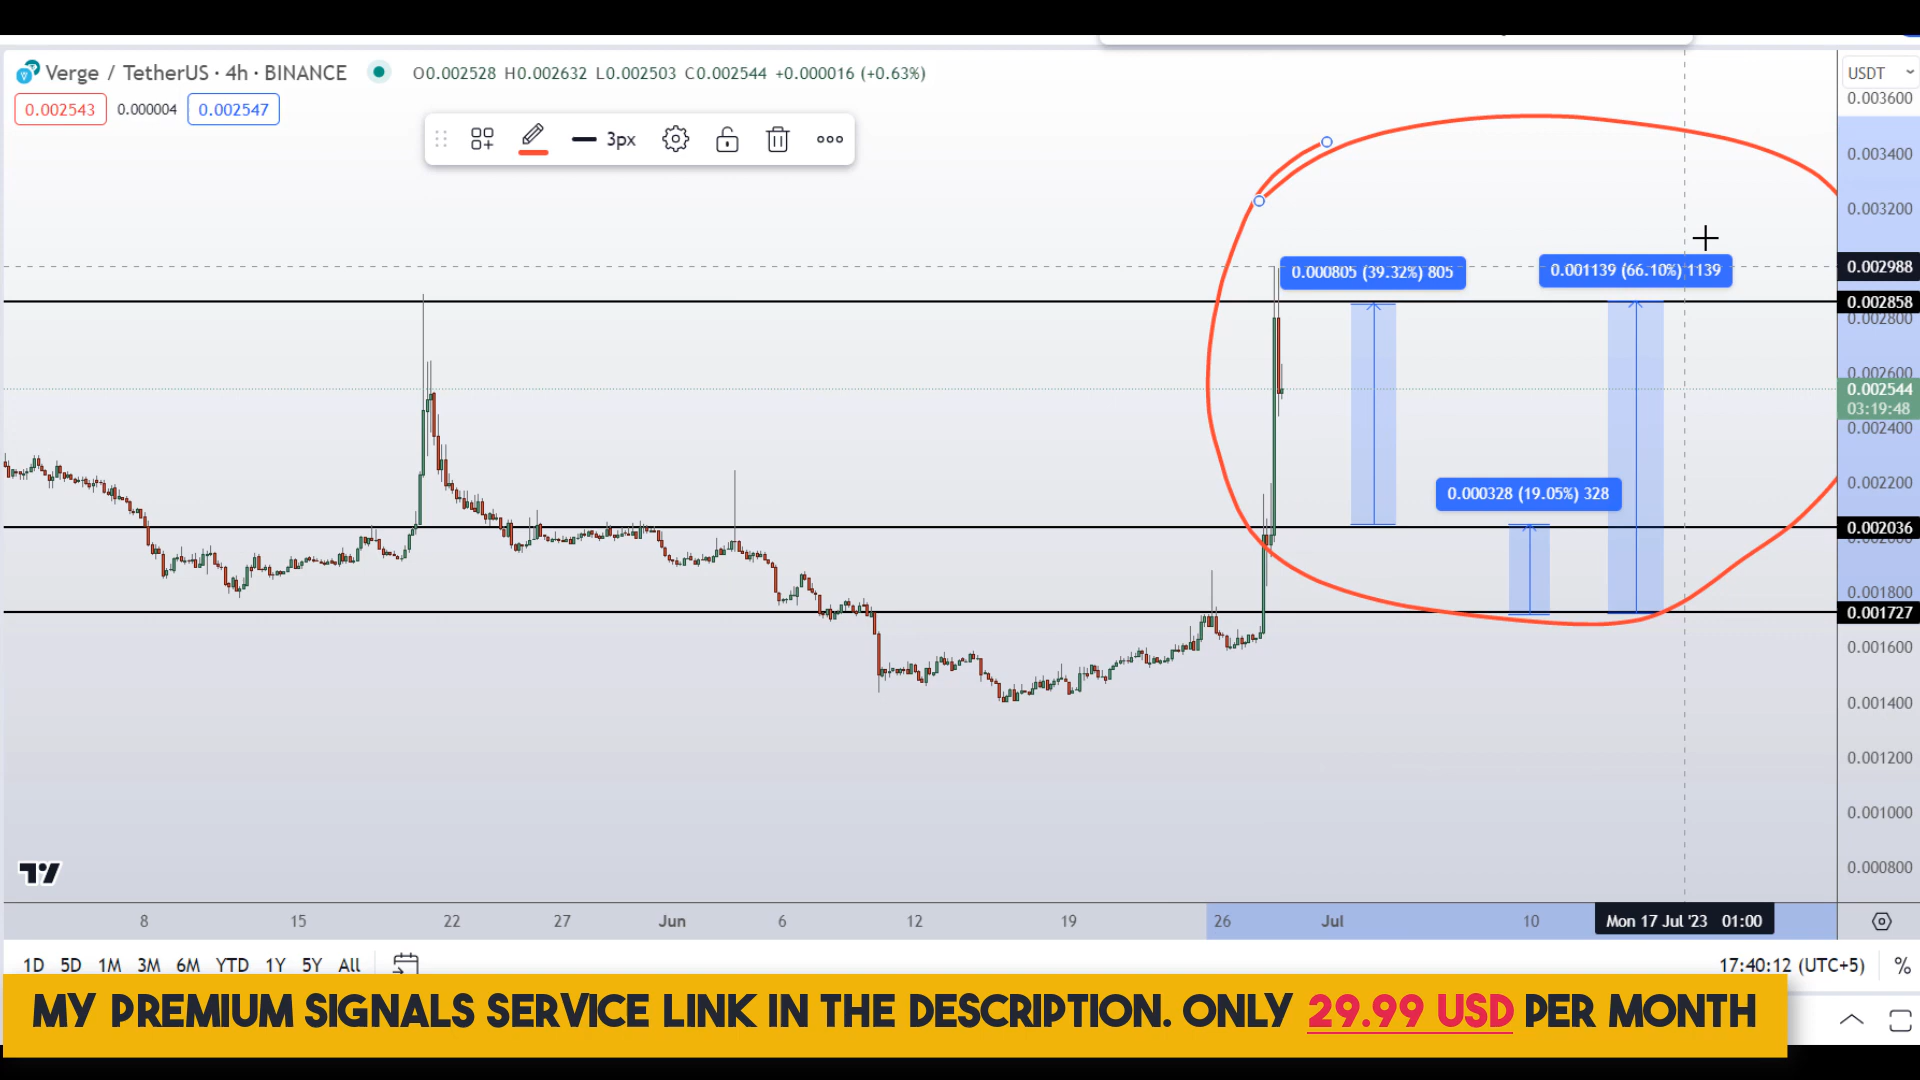 Verge / TetherUS · 4h · BINANCE O0.002528 H0.002632 L0.002503 C0.002544 +0.000016 (+0.63%)
USDT
0.002543 0.000004 0.002547
3px
0.003600
0.003400
0.003200
0.000805 (39.32%) 805
0.001139 (66.10%) 1139
0.002988
0.002858
0.002800
0.002600
0.002544
03:19:48
0.002400
0.002200
0.000328 (19.05%) 328
0.002036
0.002000
0.001800
0.001727
0.001600
0.001400
0.001200
0.001000
0.000800
8 15 22 27 Jun 6 12 19 26 Jul 10 Mon 17 Jul '23 01:00
1D 5D 1M 3M 6M YTD 1Y 5Y All 17:40:12 (UTC+5) %
MY PREMIUM SIGNALS SERVICE LINK IN THE DESCRIPTION. ONLY 29.99 USD PER MONTH